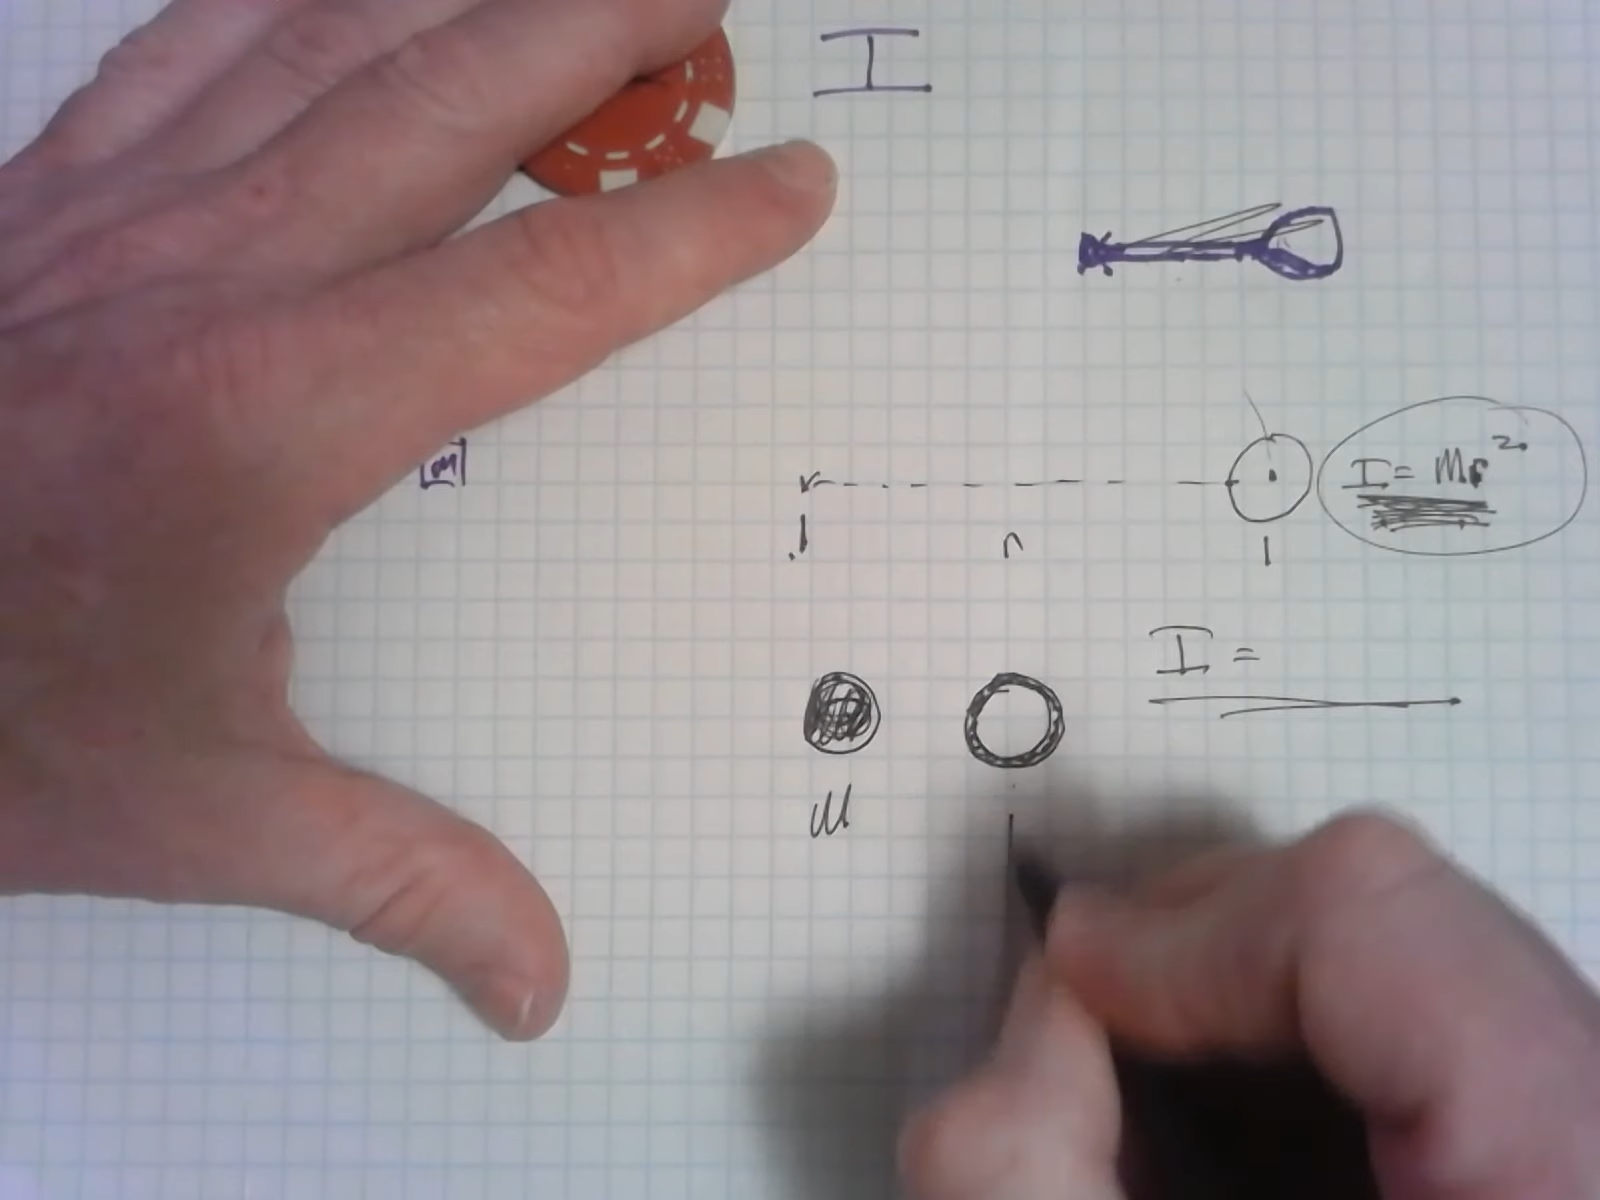 I
m
I = Mr²
r
I =
M